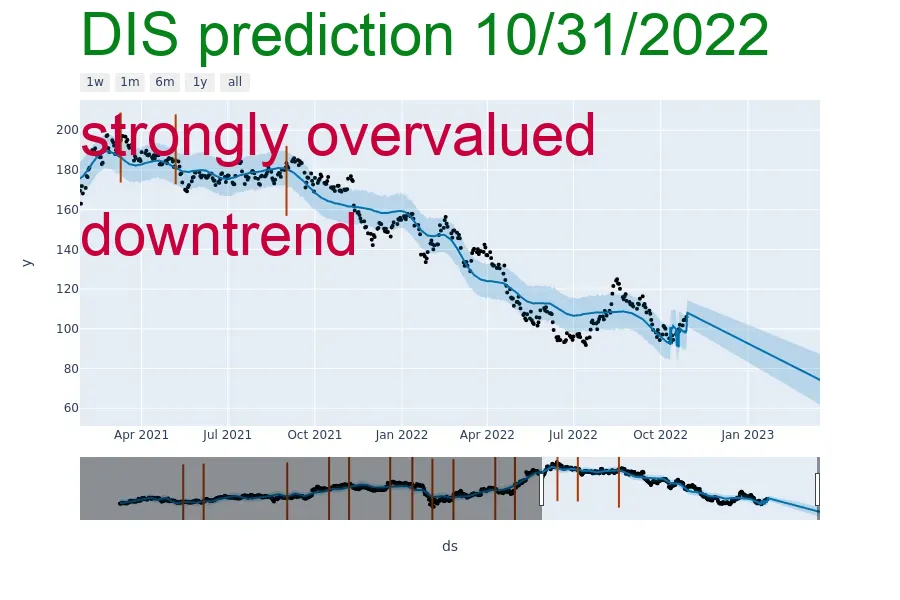 DIS prediction 10/31/2022
1w 1m 6m 1y all
strongly overvalued
downtrend
200
180
160
140
120
100
80
60
y
Apr 2021 Jul 2021 Oct 2021 Jan 2022 Apr 2022 Jul 2022 Oct 2022 Jan 2023
ds